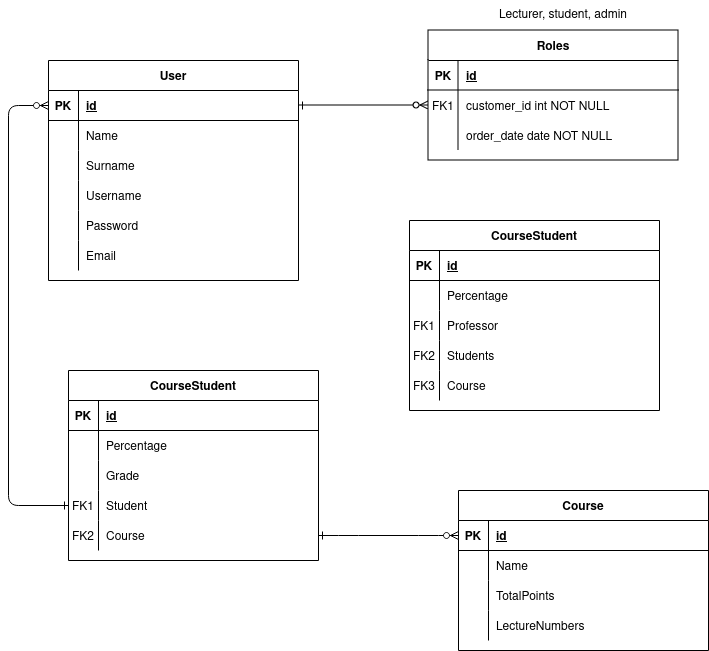 Lecturer, student, admin
Roles
PK id
FK1 customer_id int NOT NULL
order_date date NOT NULL
User
PK id
Name
Surname
Username
Password
Email
CourseStudent
PK id
Percentage
FK1 Professor
FK2 Students
FK3 Course
CourseStudent
PK id
Percentage
Grade
FK1 Student
FK2 Course
Course
PK id
Name
TotalPoints
LectureNumbers